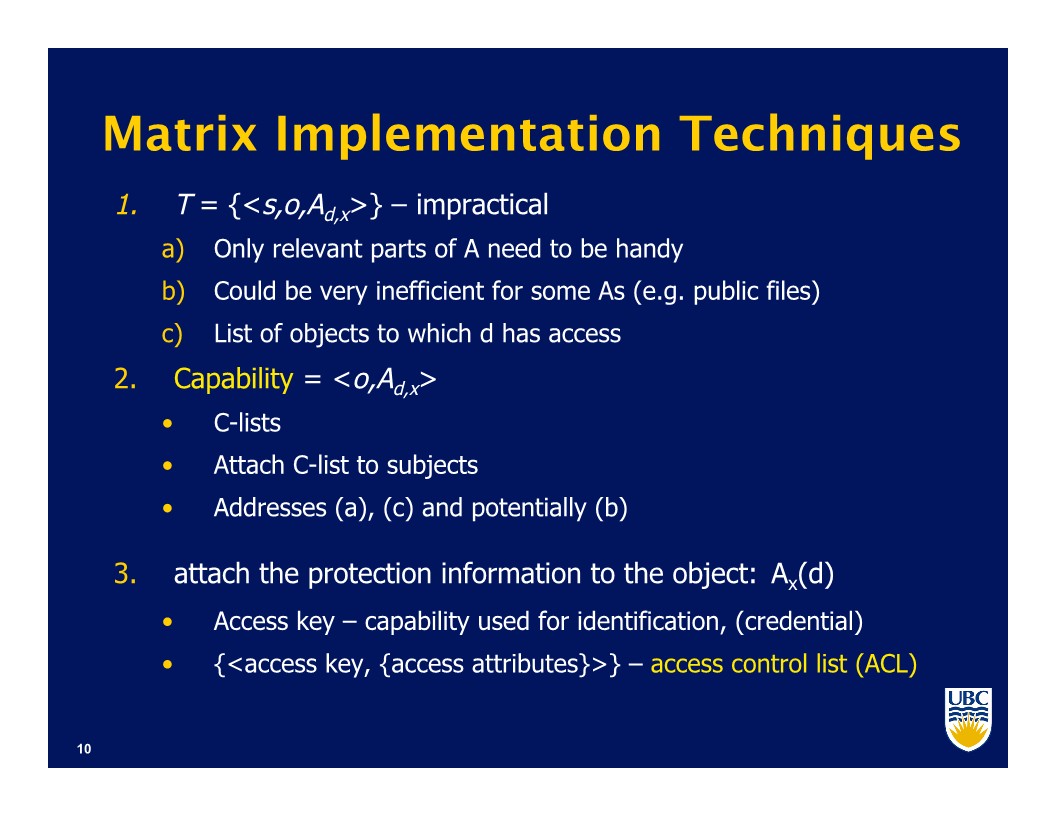 Matrix Implementation Techniques
1. T = {<s,o,A_{d,x}>} – impractical
a) Only relevant parts of A need to be handy
b) Could be very inefficient for some As (e.g. public files)
c) List of objects to which d has access
2. Capability = <o,A_{d,x}>
• C-lists
• Attach C-list to subjects
• Addresses (a), (c) and potentially (b)
3. attach the protection information to the object: A_x(d)
• Access key – capability used for identification, (credential)
• {<access key, {access attributes}>} – access control list (ACL)
UBC
10